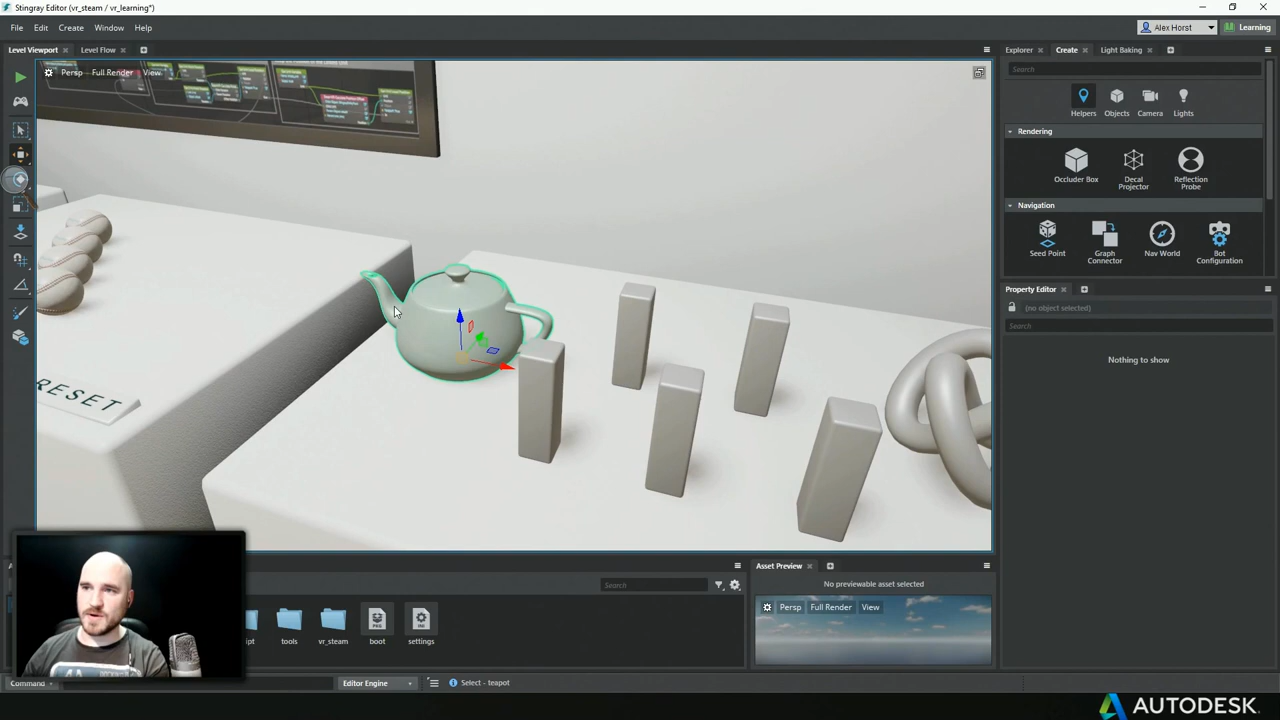 Stingray Editor (vr_steam / vr_learning*)
File Edit Create Window Help
Alex Horst
Learning
Level Viewport
Level Flow
Explorer
Create
Light Baking
Persp Full Render View
Search
Helpers Objects Camera Lights
Rendering
Occluder Box
Decal Projector
Reflection Probe
Navigation
Seed Point
Graph Connector
Nav World
Bot Configuration
Property Editor
(no object selected)
Search
Nothing to show
RESET
Search
tools
vr_steam
boot
settings
Asset Preview
No previewable asset selected
Persp Full Render View
Command
Editor Engine
Select - teapot
AUTODESK.